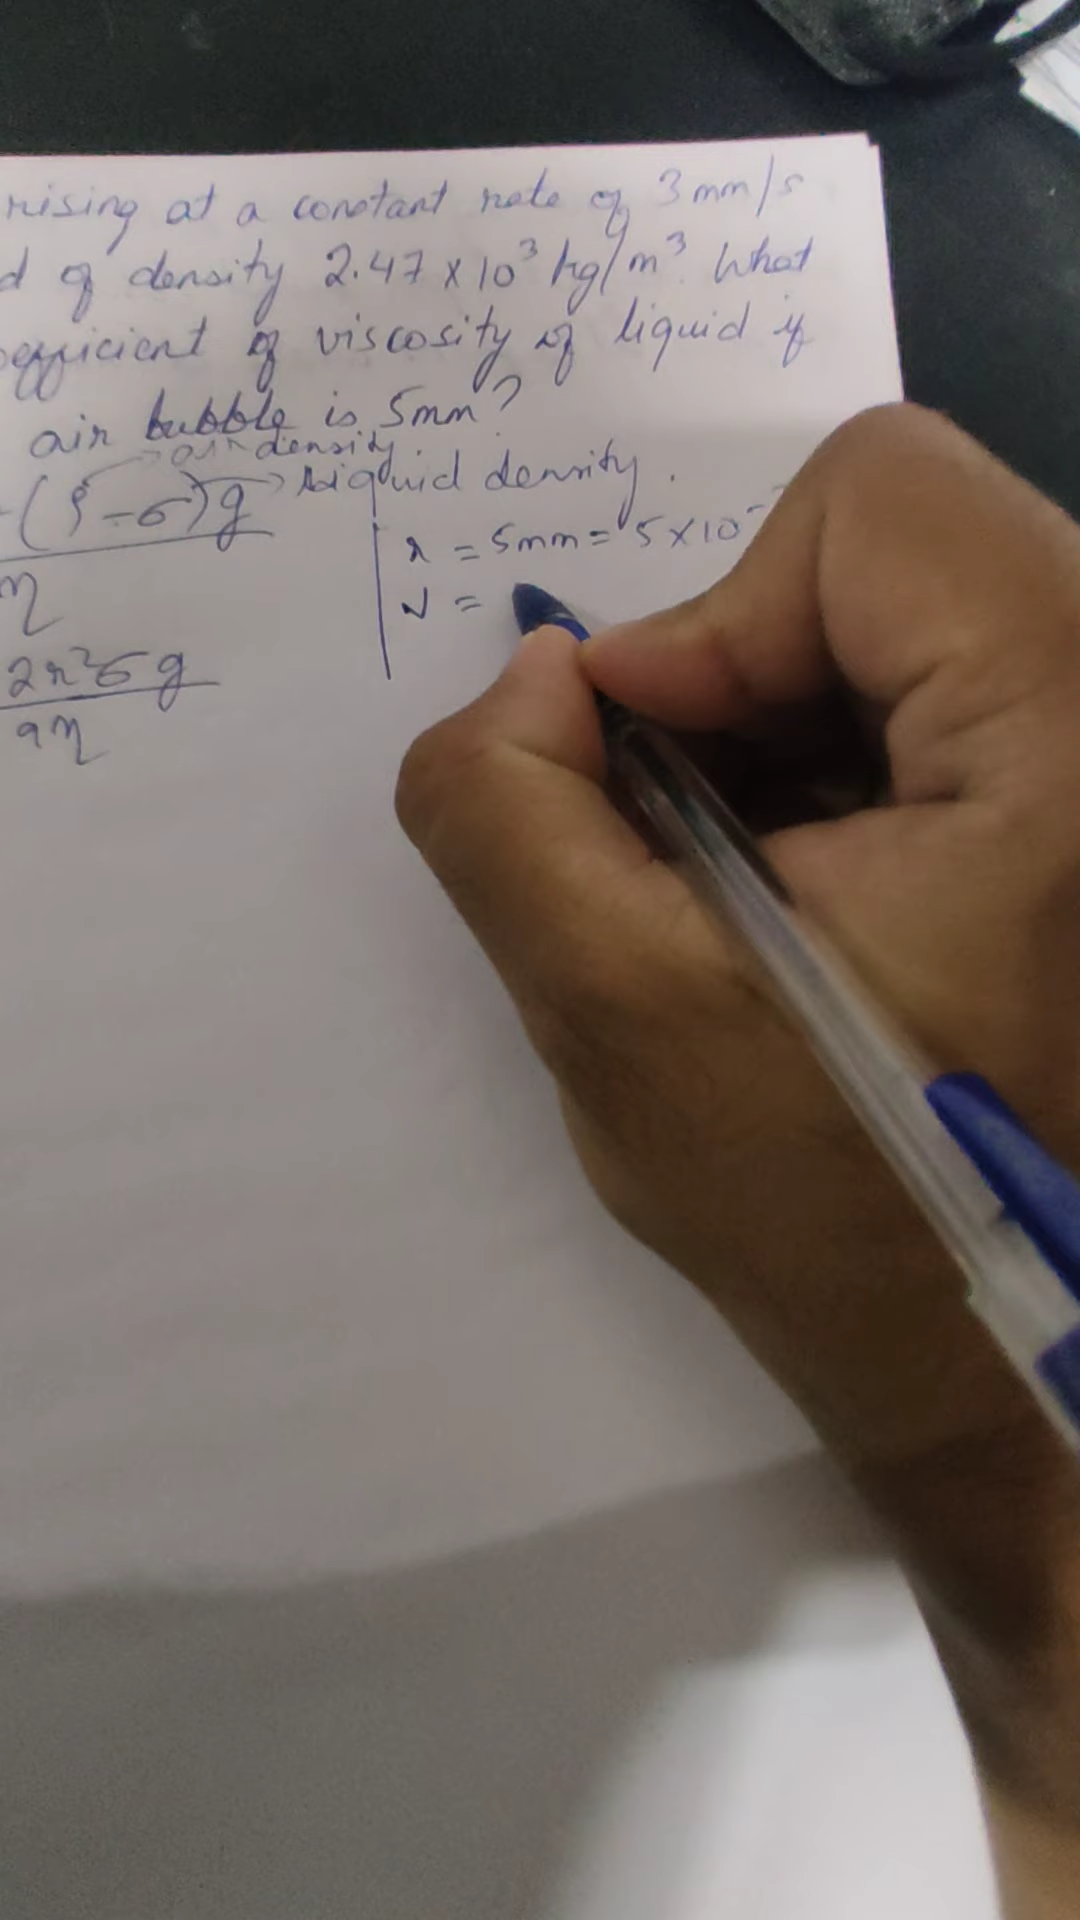 rising at a constant rate of 3 mm/s
d of density 2.47 × 10³ kg/m³. What
oefficient of viscosity of liquid if
air bubble is 5mm?
air density
(ρ-σ)g → liquid density.
η
r = 5mm = 5×10⁻
v =
2r²σg
9η